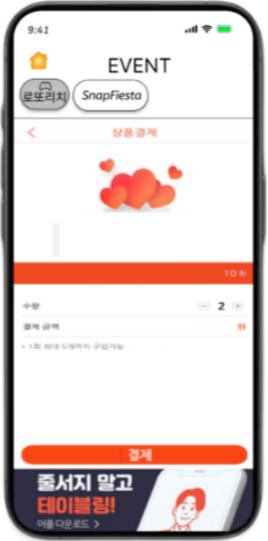 9:41
EVENT
로또리치
SnapFiesta
상품결제
10
수량
2
결제 금액
원
* 1회 최대 5개까지 구입가능
결제
줄서지 말고
테이블링!
어플 다운로드 >